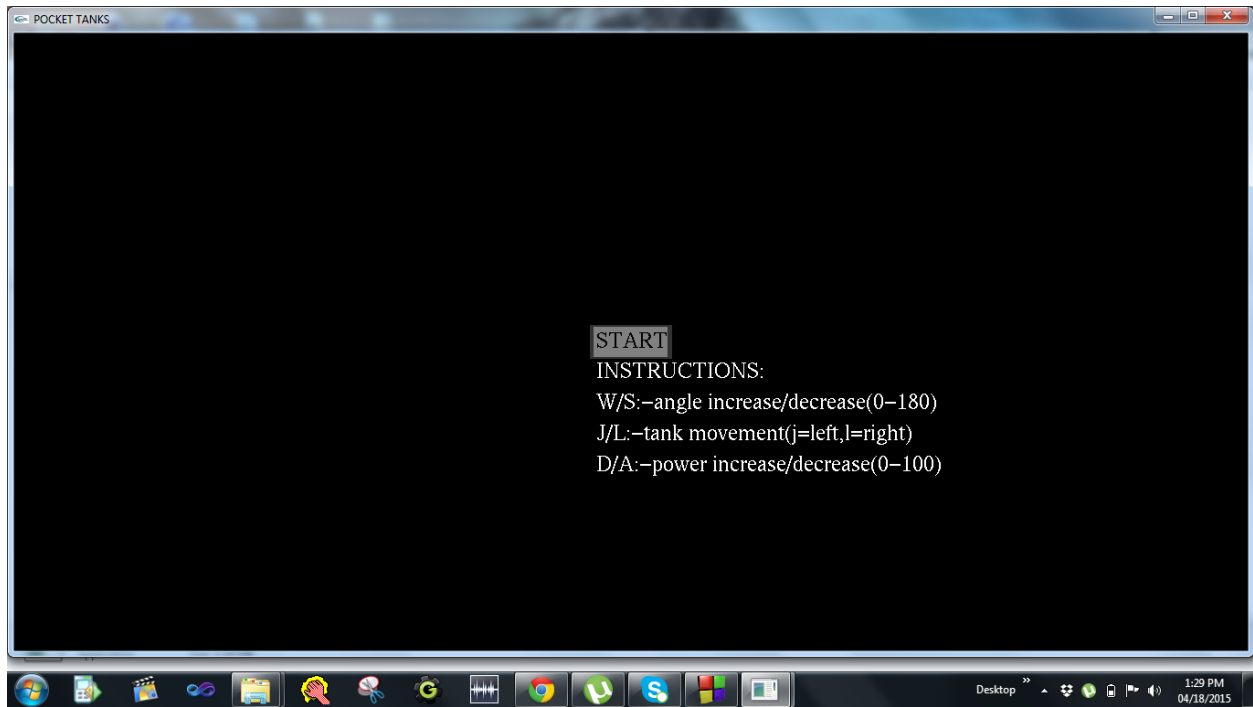 POCKET TANKS
START
INSTRUCTIONS:
W/S:−angle increase/decrease(0−180)
J/L:−tank movement(j=left,l=right)
D/A:−power increase/decrease(0−100)
Desktop
1:29 PM
04/18/2015